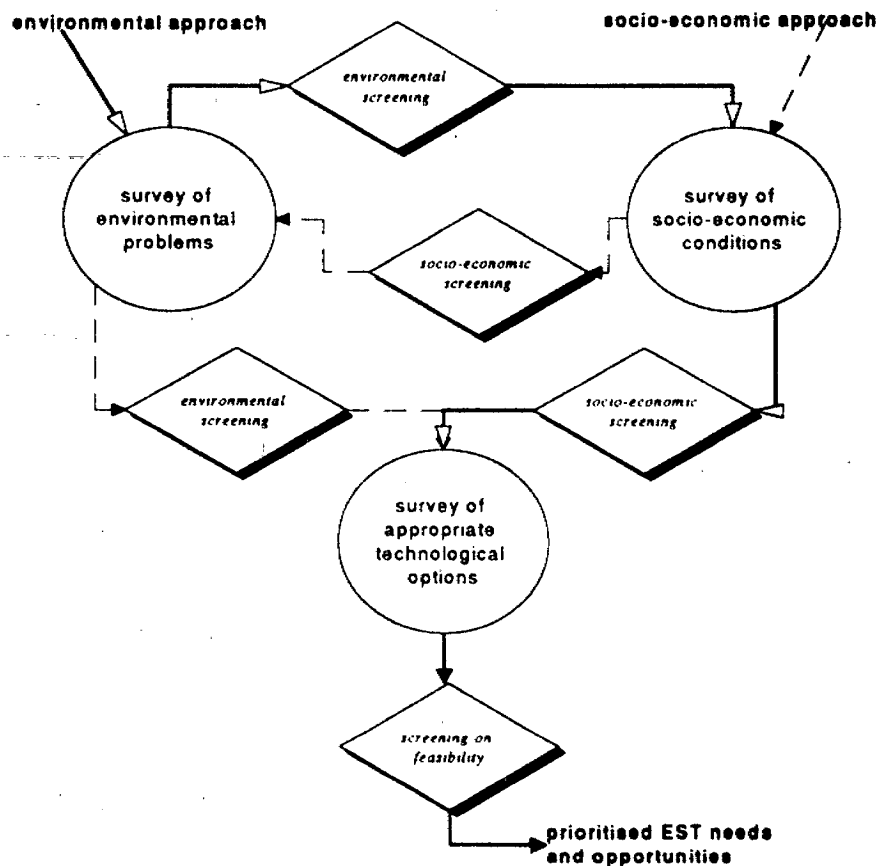 environmental approach
socio-economic approach
environmental
screening
survey of
environmental
problems
survey of
socio-economic
conditions
socio-economic
screening
environmental
screening
socio-economic
screening
survey of
appropriate
technological
options
screening on
feasibility
prioritised EST needs
and opportunities